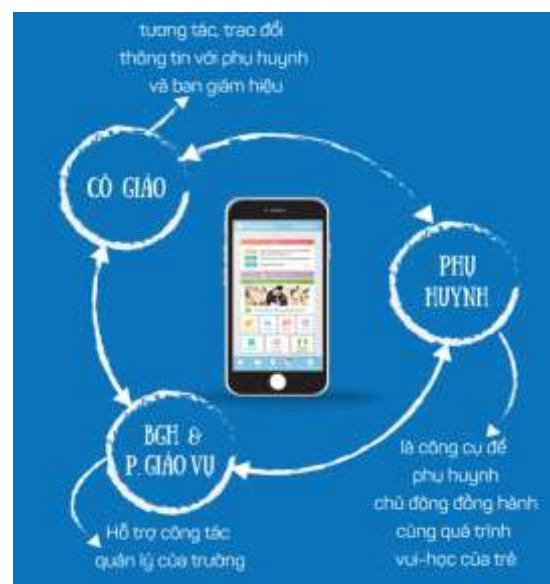 tương tác, trao đổi
thông tin với phụ huynh
và ban giám hiệu
CÔ GIÁO
PHỤ
HUYNH
BGH &
P. GIÁO VỤ
Hỗ trợ công tác
quản lý của trường
là công cụ để
phụ huynh
chủ động đồng hành
cùng quá trình
vui-học của trẻ